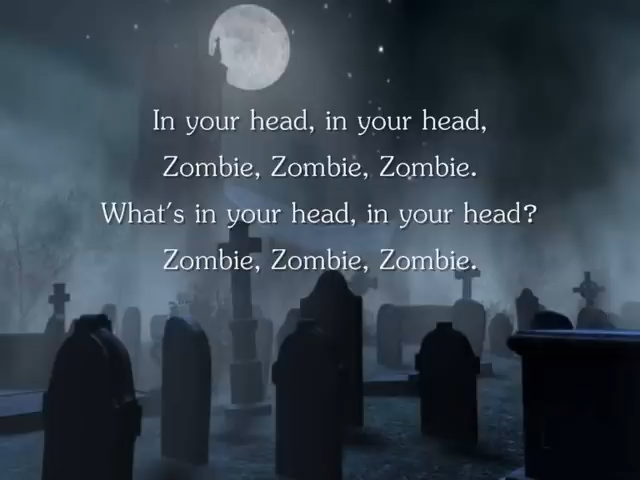 In your head, in your head,
Zombie, Zombie, Zombie.
What's in your head, in your head?
Zombie, Zombie, Zombie.